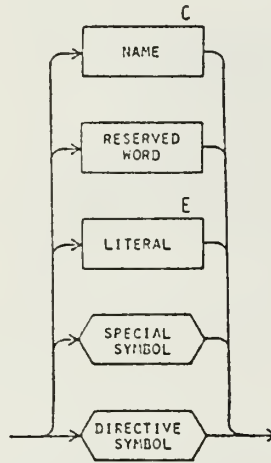 C
NAME
RESERVED
WORD
E
LITERAL
SPECIAL
SYMBOL
DIRECTIVE
SYMBOL